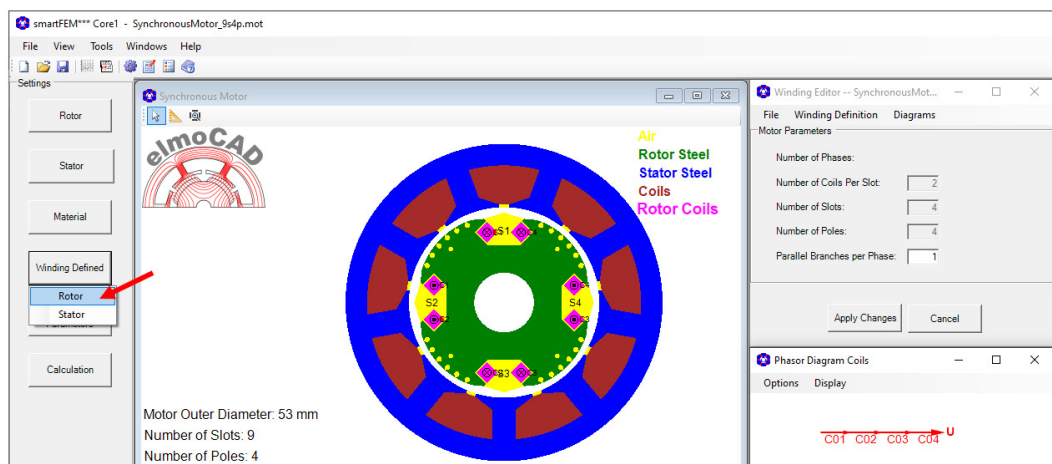 smartFEM*** Core1 - SynchronousMotor_9s4p.mot
File View Tools Windows Help
Settings
Rotor
Stator
Material
Winding Defined
Rotor
Stator
Parameters
Calculation
Synchronous Motor
elmoCAD
Air
Rotor Steel
Stator Steel
Coils
Rotor Coils
S1
S2
S4
S3
Motor Outer Diameter: 53 mm
Number of Slots: 9
Number of Poles: 4
Winding Editor -- SynchronousMot...
File Winding Definition Diagrams
Motor Parameters
Number of Phases:
Number of Coils Per Slot: 2
Number of Slots: 4
Number of Poles: 4
Parallel Branches per Phase: 1
Apply Changes Cancel
Phasor Diagram Coils
Options Display
C01 C02 C03 C04 U